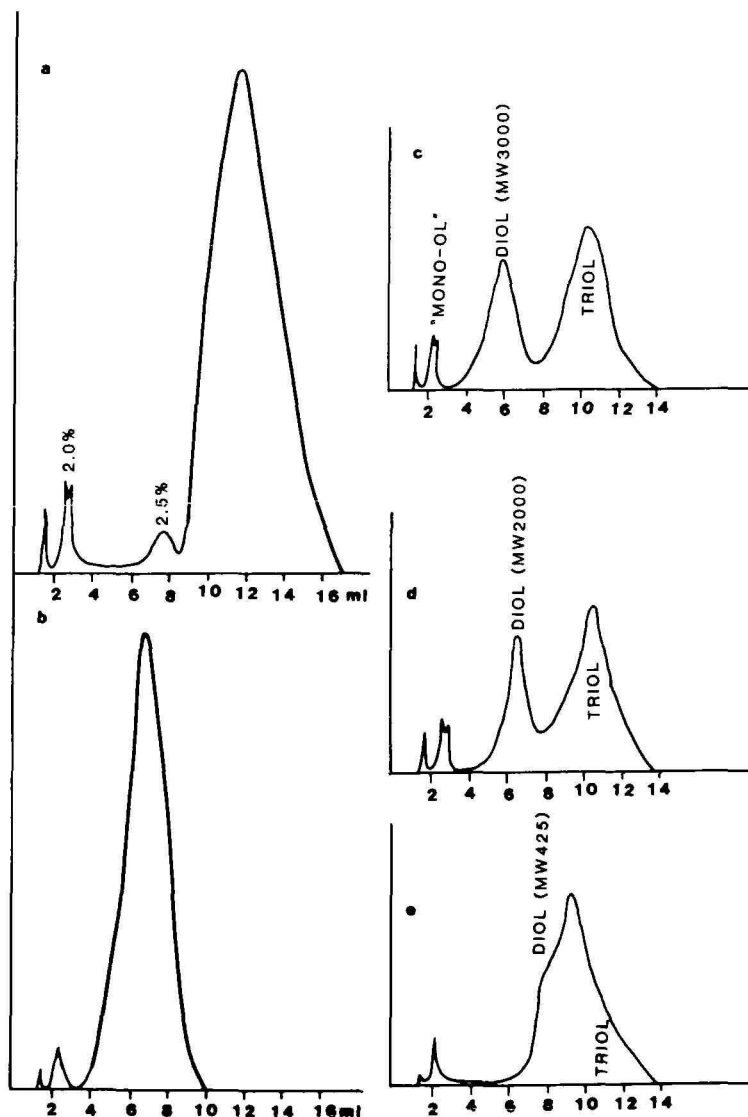 a
2.0%
2.5%
2 4 6 8 10 12 14 16 ml
b
2 4 6 8 10 12 14 16 ml
c
"MONO-OL"
DIOL (MW3000)
TRIOL
2 4 6 8 10 12 14
d
DIOL (MW2000)
TRIOL
2 4 6 8 10 12 14
e
DIOL (MW425)
TRIOL
2 4 6 8 10 12 14